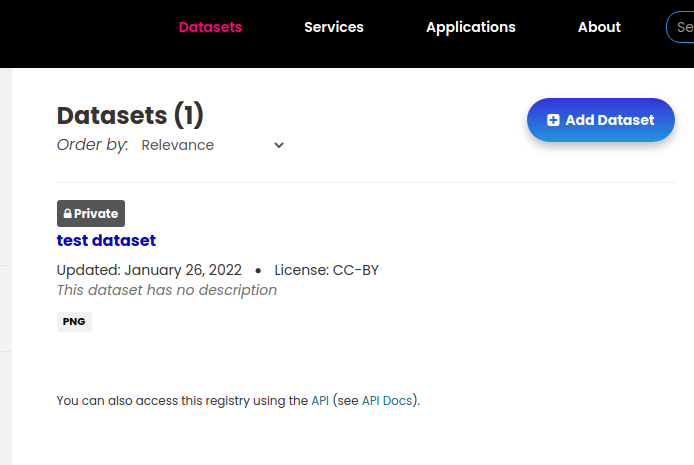 Datasets Services Applications About Se
Datasets (1)
Add Dataset
Order by: Relevance
Private
test dataset
Updated: January 26, 2022 • License: CC-BY
This dataset has no description
PNG
You can also access this registry using the API (see API Docs).